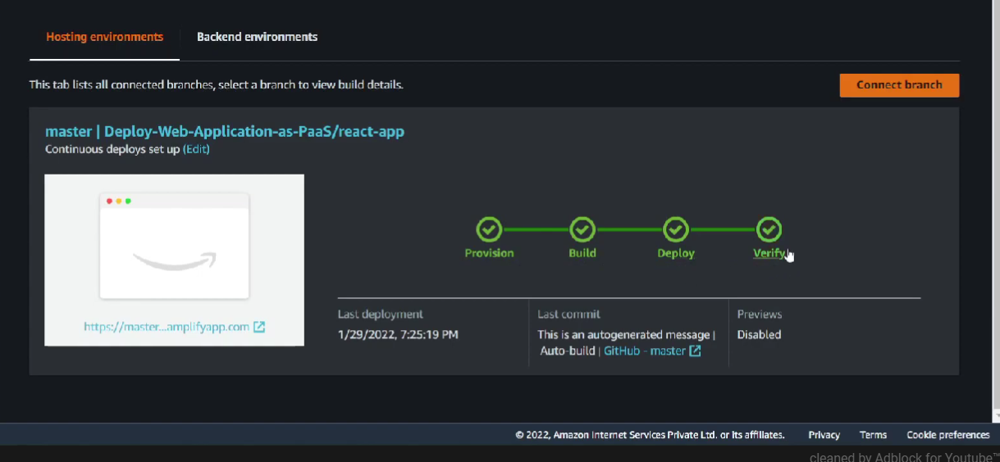 Hosting environments
Backend environments
This tab lists all connected branches, select a branch to view build details.
Connect branch
master | Deploy-Web-Application-as-PaaS/react-app
Continuous deploys set up (Edit)
https://master...amplifyapp.com
Provision
Build
Deploy
Verify
Last deployment
1/29/2022, 7:25:19 PM
Last commit
This is an autogenerated message |
Auto-build | GitHub - master
Previews
Disabled
© 2022, Amazon Internet Services Private Ltd. or its affiliates.
Privacy
Terms
Cookie preferences
cleaned by Adblock for Youtube™